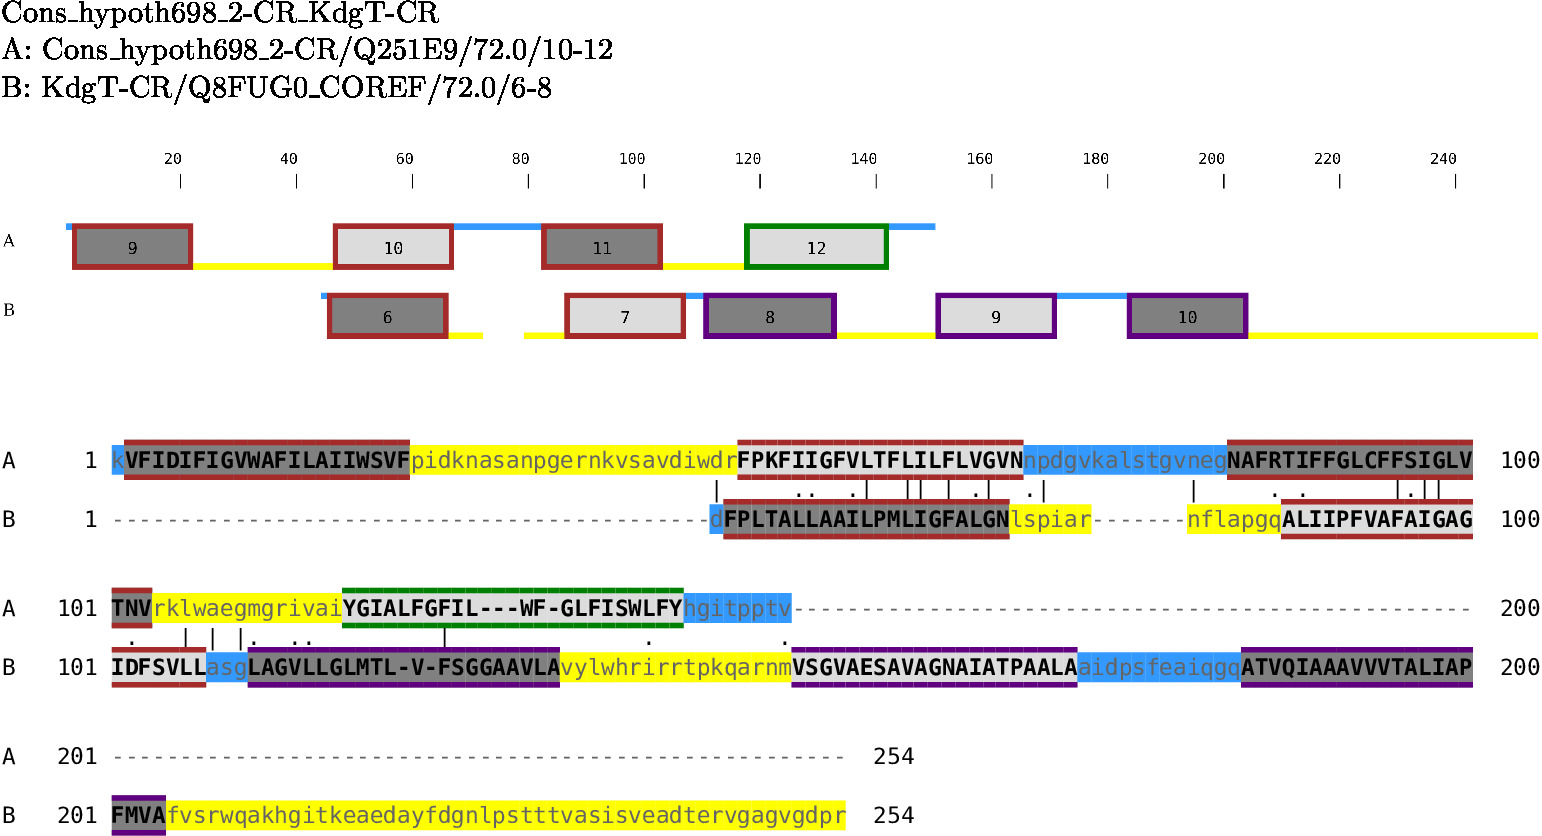 Cons_hypoth698_2-CR_KdgT-CR
A: Cons_hypoth698_2-CR/Q251E9/72.0/10-12
B: KdgT-CR/Q8FUG0_COREF/72.0/6-8
20 40 60 80 100 120 140 160 180 200 220 240
A 9 10 11 12
B 6 7 8 9 10
A 1 kVFIDIFIGVWAFILAIIWSVFpidknasanpgernkvsavdiwdrFPKFIIGFVLTFLILFLVGVNnpdgvkalstgvnegNAFRTIFFGLCFFSIGLV 100
B 1 --------------------------------------------dFPLTALLAAILPMLIGFALGNlspiar-------nflapgqALIIPFVAFAIGAG 100
A 101 TNVrklwaegmgrivaiYGIALFGFIL---WF-GLFISWLFYhgitpptv-------------------------------------------------- 200
B 101 IDFSVLLasgLAGVLLGLMTL-V-FSGGAAVLAvylwhrirrtpkqarnmVSGVAESAVAGNAIATPAALAaidpsfeaiqgqATVQIAAAVVVTALIAP 200
A 201 ------------------------------------------------------ 254
B 201 FMVAfvsrwqakhgitkeaedayfdgnlpstttvasisveadtervgagvgdpr 254